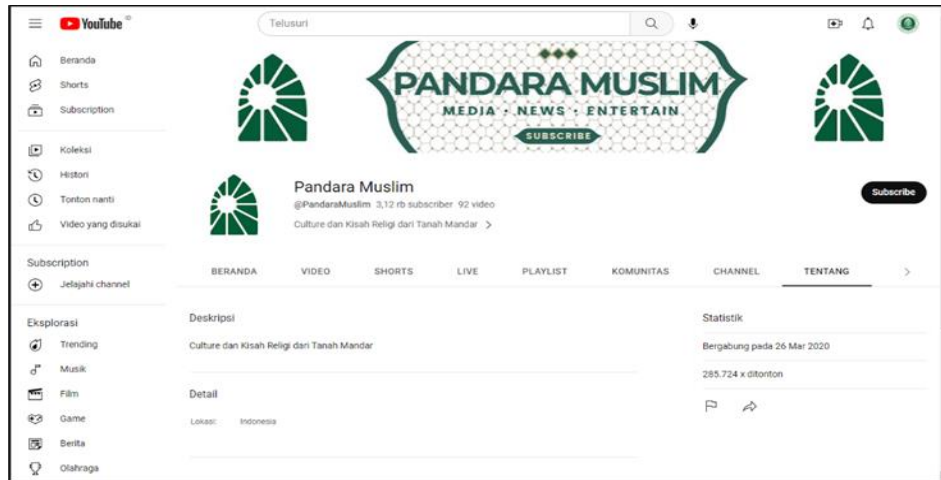 YouTube ID
Telusuri
Beranda
Shorts
Subscription
Koleksi
Histori
Tonton nanti
Video yang disukai
Subscription
Jelajahi channel
Eksplorasi
Trending
Musik
Film
Game
Berita
Olahraga
PANDARA MUSLIM
MEDIA · NEWS · ENTERTAIN
SUBSCRIBE
Pandara Muslim
@PandaraMuslim 3,12 rb subscriber 92 video
Culture dan Kisah Religi dari Tanah Mandar >
Subscribe
BERANDA VIDEO SHORTS LIVE PLAYLIST KOMUNITAS CHANNEL TENTANG >
Deskripsi
Culture dan Kisah Religi dari Tanah Mandar
Detail
Lokasi: Indonesia
Statistik
Bergabung pada 26 Mar 2020
285.724 x ditonton